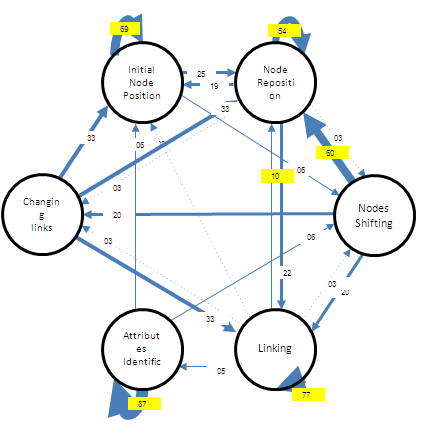 69
54
Initial
Node
Position
Node
Repositi
on
25
19
33
33
06
03
60
10
06
03
Changin
g
links
20
Nodes
Shifting
03
06
22
03
20
33
Attribut
es
Identific
Linking
05
87
77